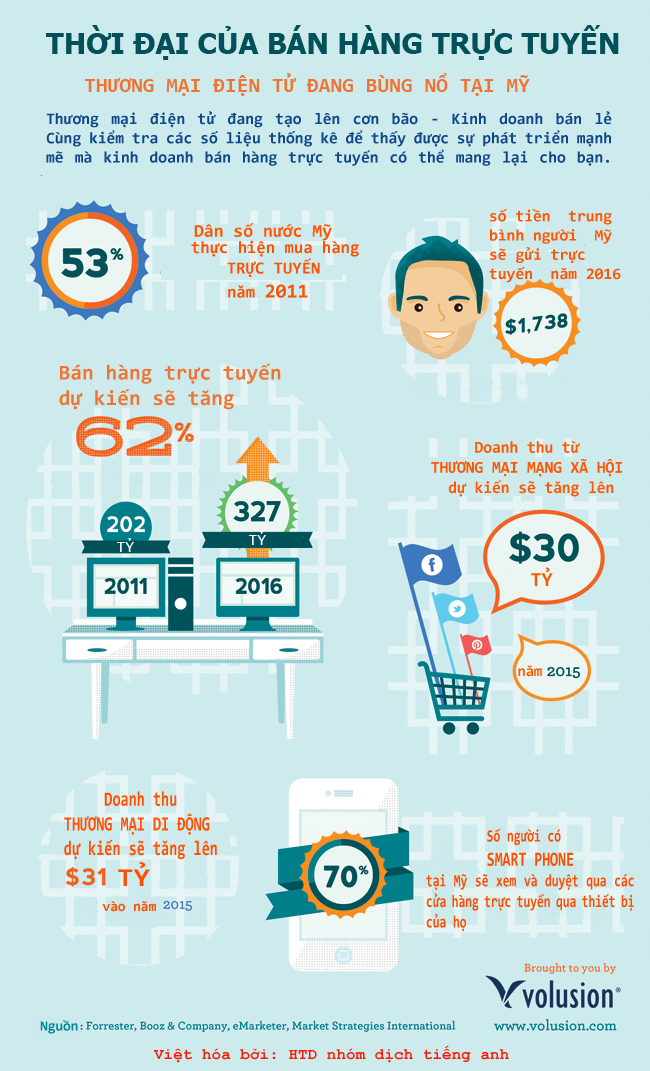 THỜI ĐẠI CỦA BÁN HÀNG TRỰC TUYẾN
THƯƠNG MẠI ĐIỆN TỬ ĐANG BÙNG NỔ TẠI MỸ
Thương mại điện tử đang tạo lên cơn bão - Kinh doanh bán lẻ
Cùng kiểm tra các số liệu thống kê để thấy được sự phát triển mạnh
mẽ mà kinh doanh bán hàng trực tuyến có thể mang lại cho bạn.
53%
Dân số nước Mỹ
thực hiện mua hàng
TRỰC TUYẾN
năm 2011
số tiền trung
bình người Mỹ
sẽ gửi trực
tuyến năm 2016
$1,738
Bán hàng trực tuyến
dự kiến sẽ tăng
62%
202
TỶ
2011
327
TỶ
2016
Doanh thu từ
THƯƠNG MẠI MẠNG XÃ HỘI
dự kiến sẽ tăng lên
$30
TỶ
năm 2015
Doanh thu
THƯƠNG MẠI DI ĐỘNG
dự kiến sẽ tăng lên
$31 TỶ
vào năm 2015
70%
Số người có
SMART PHONE
tại Mỹ sẽ xem và duyệt qua các
cửa hàng trực tuyến qua thiết bị
của họ
Brought to you by
volusion®
www.volusion.com
Nguồn: Forrester, Booz & Company, eMarketer, Market Strategies International
Việt hóa bởi: HTD nhóm dịch tiếng anh